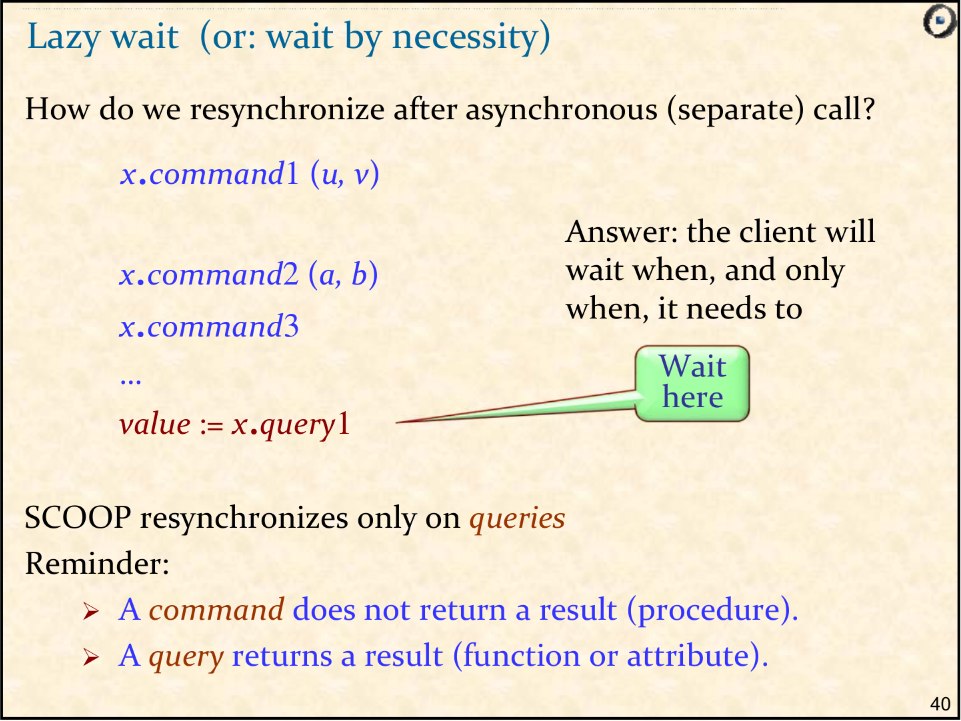 Lazy wait (or: wait by necessity)
How do we resynchronize after asynchronous (separate) call?
x.command1 (u, v)
x.command2 (a, b)
x.command3
...
value := x.query1
Answer: the client will
wait when, and only
when, it needs to
Wait
here
SCOOP resynchronizes only on queries
Reminder:
➢ A command does not return a result (procedure).
➢ A query returns a result (function or attribute).
40